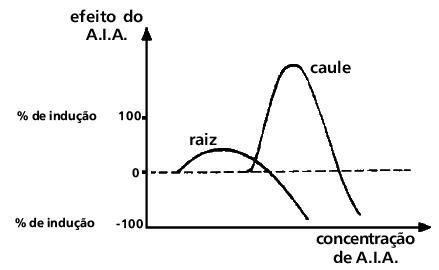 efeito do
A.I.A.
caule
% de indução
100
raiz
0
% de indução
-100
concentração
de A.I.A.